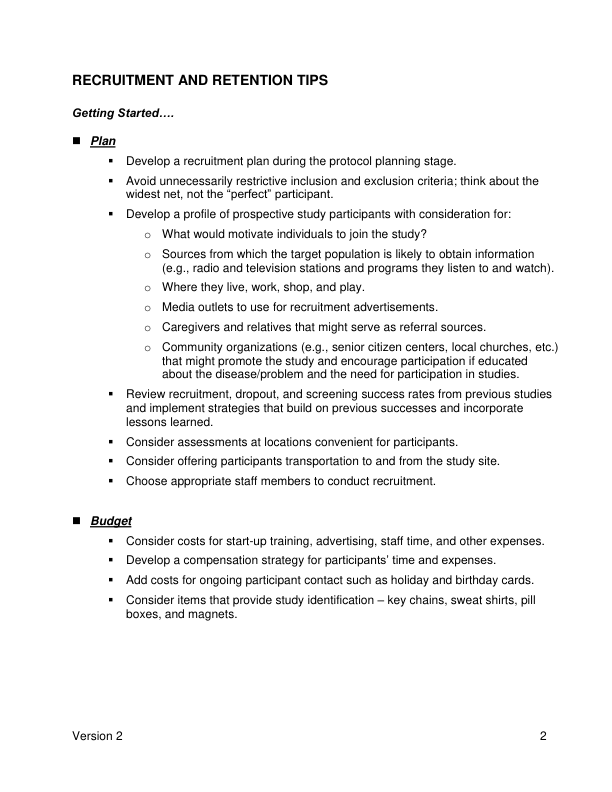 RECRUITMENT AND RETENTION TIPS
Getting Started….
■ Plan
▪ Develop a recruitment plan during the protocol planning stage.
▪ Avoid unnecessarily restrictive inclusion and exclusion criteria; think about the
widest net, not the “perfect” participant.
▪ Develop a profile of prospective study participants with consideration for:
o What would motivate individuals to join the study?
o Sources from which the target population is likely to obtain information
(e.g., radio and television stations and programs they listen to and watch).
o Where they live, work, shop, and play.
o Media outlets to use for recruitment advertisements.
o Caregivers and relatives that might serve as referral sources.
o Community organizations (e.g., senior citizen centers, local churches, etc.)
that might promote the study and encourage participation if educated
about the disease/problem and the need for participation in studies.
▪ Review recruitment, dropout, and screening success rates from previous studies
and implement strategies that build on previous successes and incorporate
lessons learned.
▪ Consider assessments at locations convenient for participants.
▪ Consider offering participants transportation to and from the study site.
▪ Choose appropriate staff members to conduct recruitment.
■ Budget
▪ Consider costs for start-up training, advertising, staff time, and other expenses.
▪ Develop a compensation strategy for participants’ time and expenses.
▪ Add costs for ongoing participant contact such as holiday and birthday cards.
▪ Consider items that provide study identification – key chains, sweat shirts, pill
boxes, and magnets.
Version 2 2